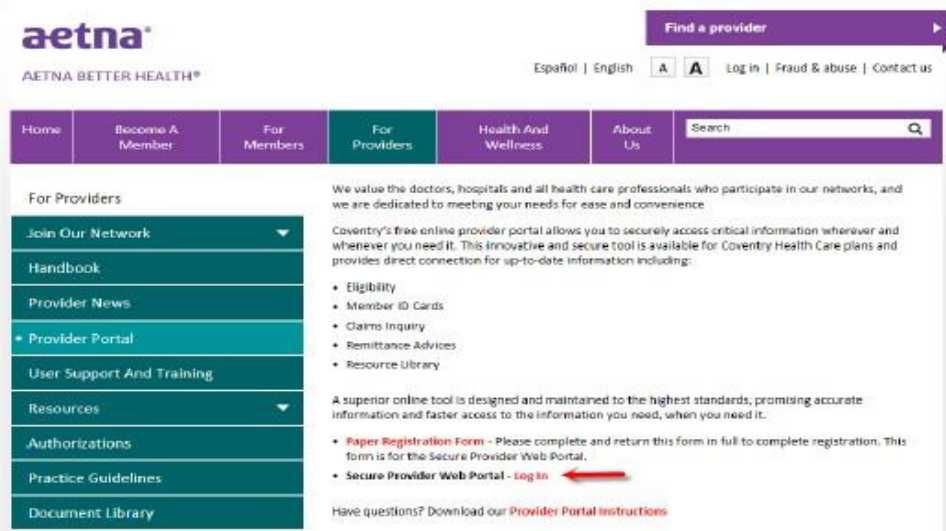 aetna®
Find a provider
AETNA BETTER HEALTH®
Español | English A A Log in | Fraud & abuse | Contact us
Home
Become A
Member
For
Members
For
Providers
Health And
Wellness
About
Us
Search
For Providers
Join Our Network
Handbook
Provider News
Provider Portal
User Support And Training
Resources
Authorizations
Practice Guidelines
Document Library
We value the doctors, hospitals and all health care professionals who participate in our networks, and
we are dedicated to meeting your needs for ease and convenience
Coventry's free online provider portal allows you to securely access critical information wherever and
whenever you need it. This innovative and secure tool is available for Coventry Health Care plans and
provides direct connection for up-to-date information including:
• Eligibility
• Member ID Cards
• Claims Inquiry
• Remittance Advices
• Resource Library
A superior online tool is designed and maintained to the highest standards, promising accurate
information and faster access to the information you need, when you need it.
• Paper Registration Form - Please complete and return this form in full to complete registration. This
form is for the Secure Provider Web Portal.
• Secure Provider Web Portal - Log In
Have questions? Download our Provider Portal Instructions